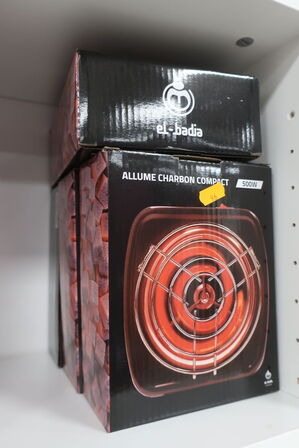 el-badia
ALLUME CHARBON COMPACT 500W